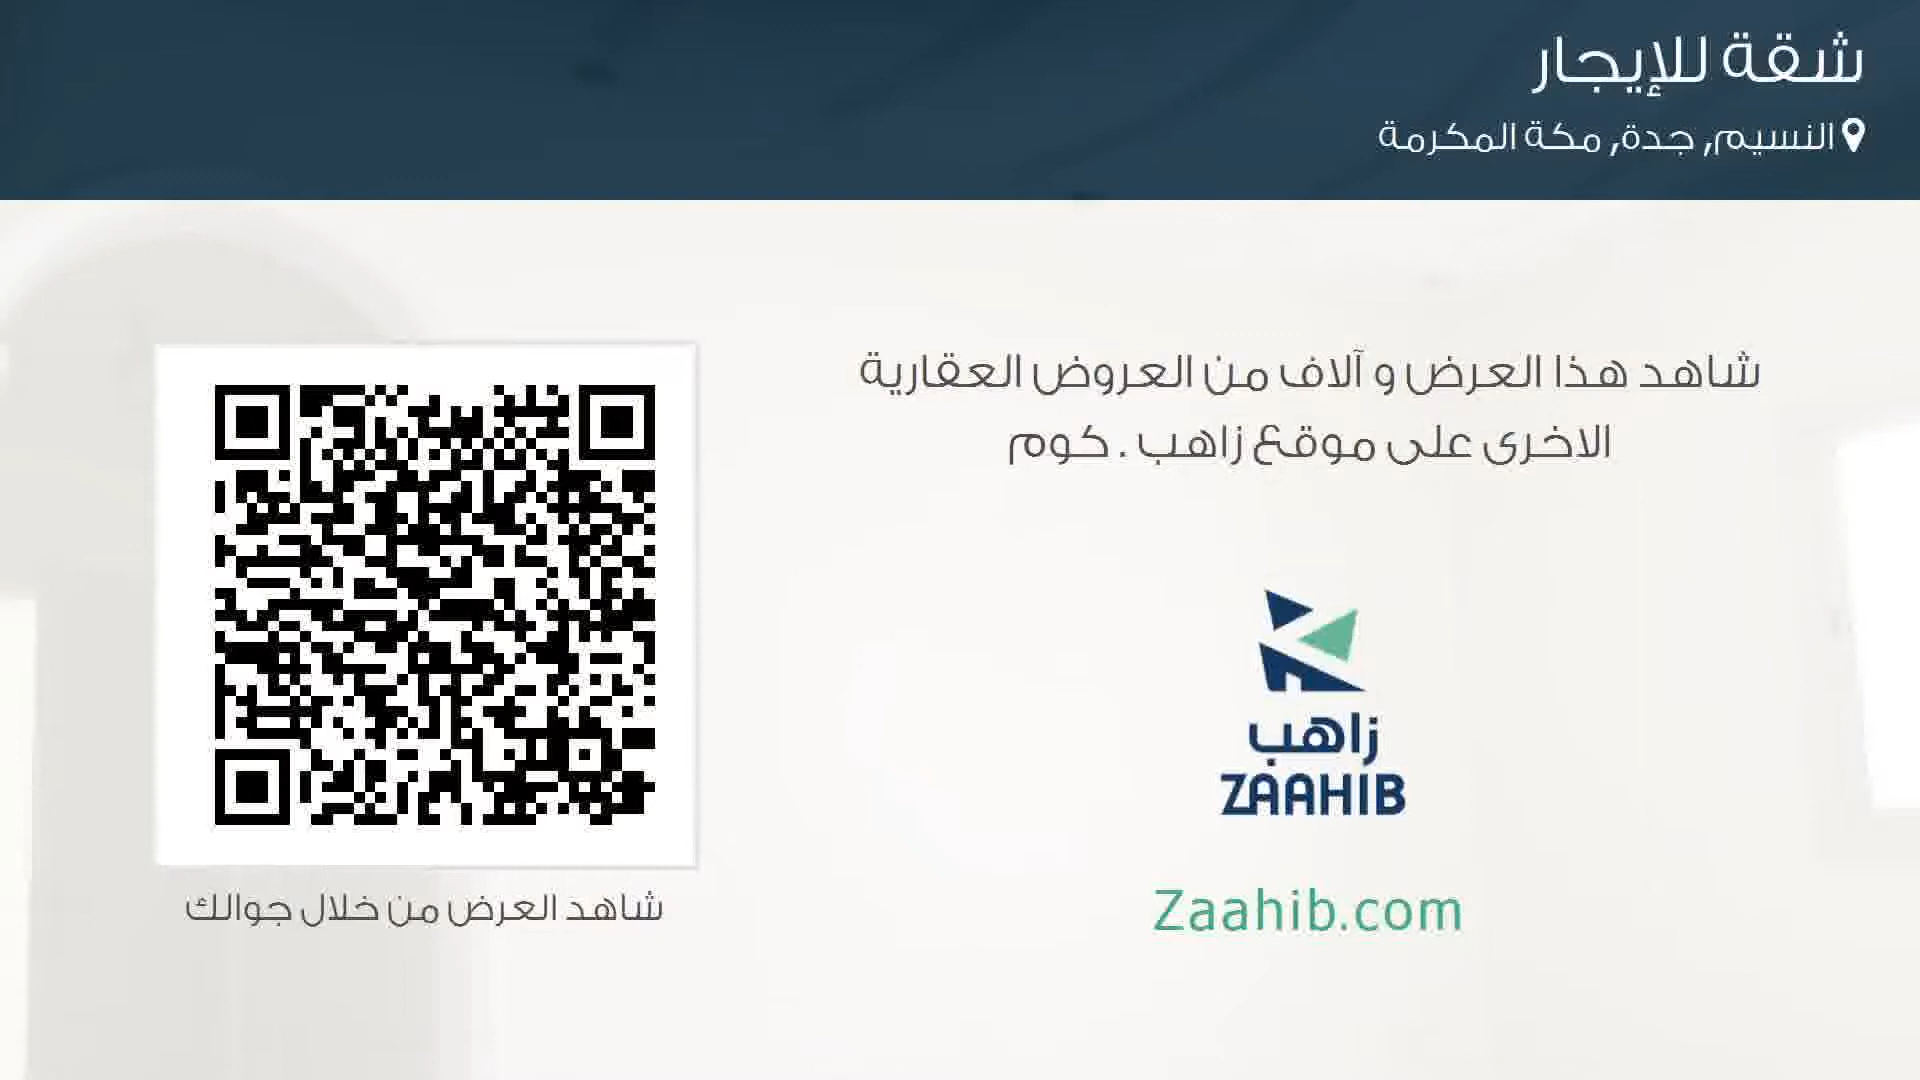 شقة للإيجار
النسيم, جدة, مكة المكرمة
شاهد هذا العرض و آلاف من العروض العقارية
الاخرى على موقع زاهب . كوم
زاهب
ZAAHIB
Zaahib.com
شاهد العرض من خلال جوالك